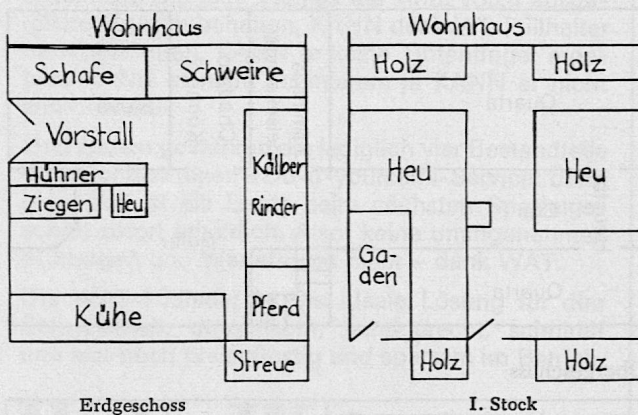 Wohnhaus
Schafe
Schweine
Vorstall
Hühner
Ziegen
Heu
Kälber
Rinder
Kühe
Pferd
Streue
Erdgeschoss
Wohnhaus
Holz
Holz
Heu
Heu
Ga-
den
Holz
Holz
I. Stock